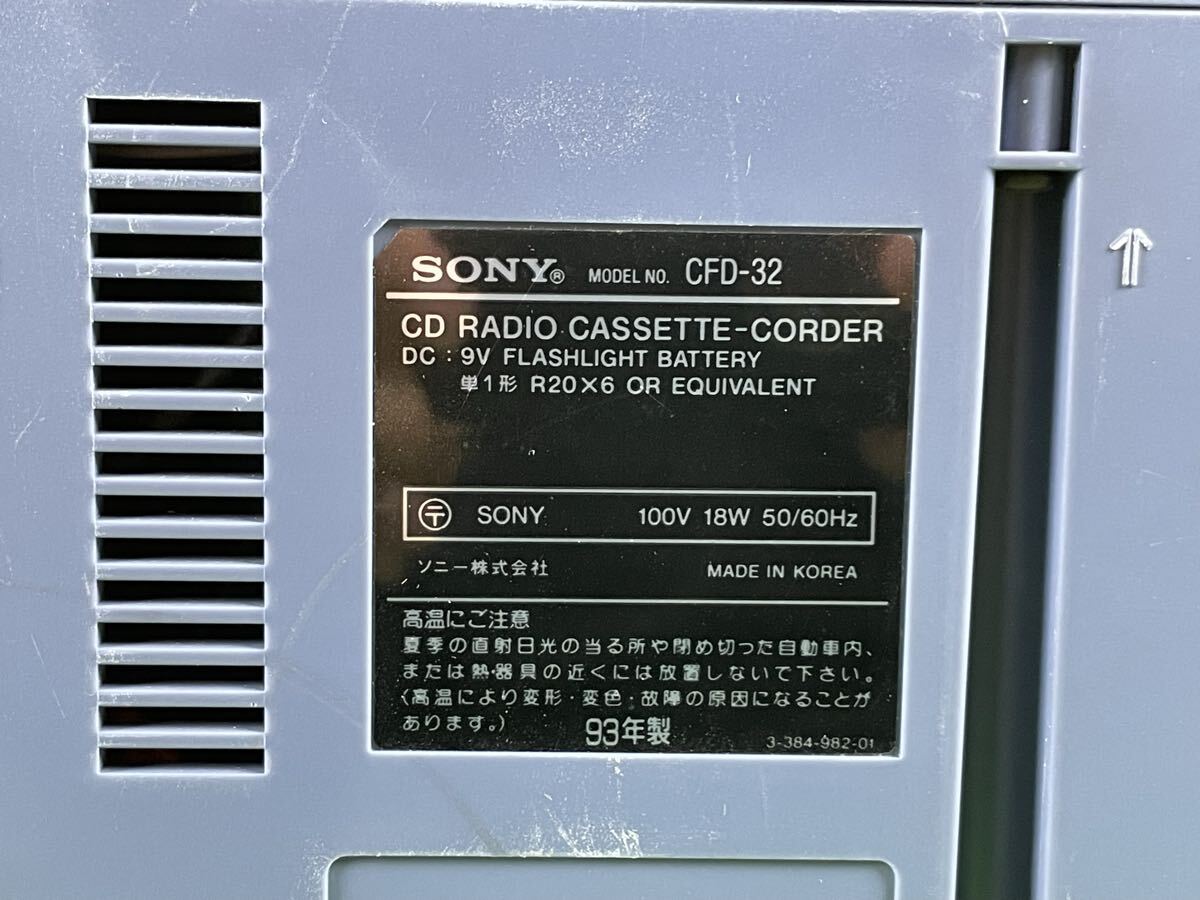 SONY® MODEL NO. CFD-32
CD RADIO CASSETTE-CORDER
DC : 9V FLASHLIGHT BATTERY
単1形 R20×6 OR EQUIVALENT
SONY 100V 18W 50/60Hz
ソニー株式会社 MADE IN KOREA
高温にご注意
夏季の直射日光の当る所や閉め切った自動車内、
または熱器具の近くには放置しないで下さい。
(高温により変形・変色・故障の原因になることが
あります。) 93年製 3-384-982-01